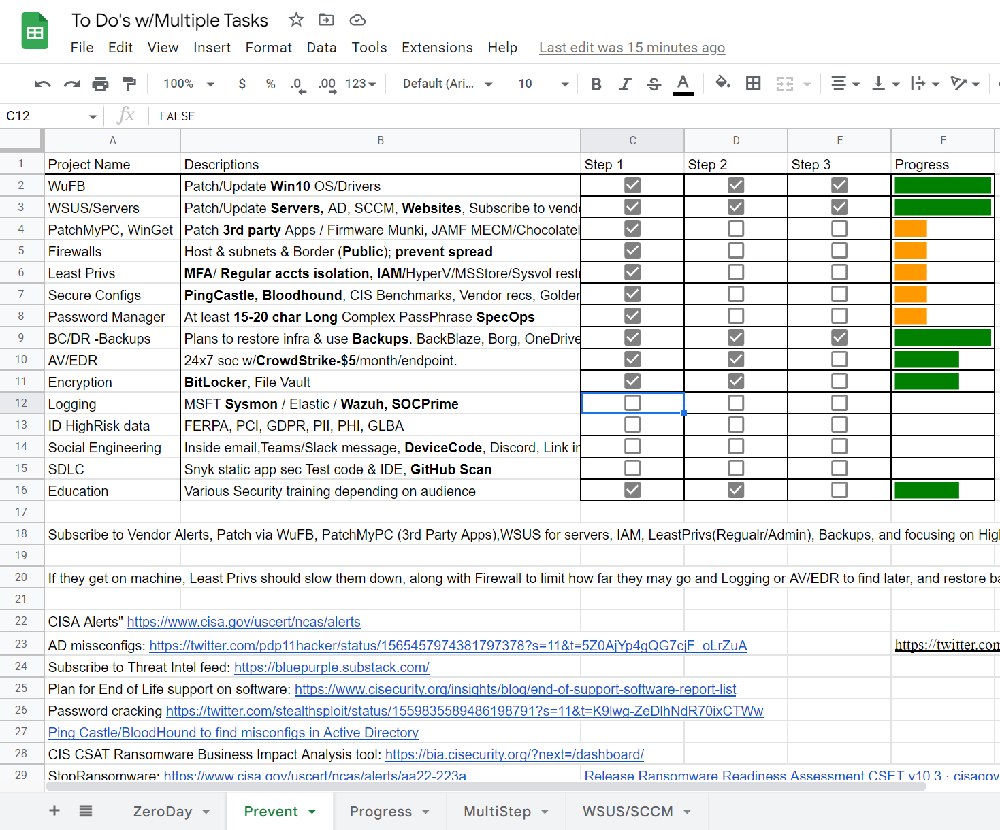 To Do's w/Multiple Tasks
File Edit View Insert Format Data Tools Extensions Help Last edit was 15 minutes ago
100% $ % .0 .00 123 Default (Ari... 10 B I S A
C12 fx FALSE
A B C D E F
1 Project Name Descriptions Step 1 Step 2 Step 3 Progress
2 WuFB Patch/Update Win10 OS/Drivers
3 WSUS/Servers Patch/Update Servers, AD, SCCM, Websites, Subscribe to vend
4 PatchMyPC, WinGet Patch 3rd party Apps / Firmware Munki, JAMF MECM/Chocolatel
5 Firewalls Host & subnets & Border (Public); prevent spread
6 Least Privs MFA/ Regular accts isolation, IAM/HyperV/MSStore/Sysvol rest
7 Secure Configs PingCastle, Bloodhound, CIS Benchmarks, Vendor recs, Golden
8 Password Manager At least 15-20 char Long Complex PassPhrase SpecOps
9 BC/DR -Backups Plans to restore infra & use Backups. BackBlaze, Borg, OneDrive
10 AV/EDR 24x7 soc w/CrowdStrike-$5/month/endpoint.
11 Encryption BitLocker, File Vault
12 Logging MSFT Sysmon / Elastic / Wazuh, SOCPrime
13 ID HighRisk data FERPA, PCI, GDPR, PII, PHI, GLBA
14 Social Engineering Inside email,Teams/Slack message, DeviceCode, Discord, Link in
15 SDLC Snyk static app sec Test code & IDE, GitHub Scan
16 Education Various Security training depending on audience
17
18 Subscribe to Vendor Alerts, Patch via WuFB, PatchMyPC (3rd Party Apps),WSUS for servers, IAM, LeastPrivs(Regualr/Admin), Backups, and focusing on Hig
19
20 If they get on machine, Least Privs should slow them down, along with Firewall to limit how far they may go and Logging or AV/EDR to find later, and restore ba
21
22 CISA Alerts" https://www.cisa.gov/uscert/ncas/alerts
23 AD missconfigs: https://twitter.com/pdp11hacker/status/1565457974381797378?s=11&t=5Z0AjYp4gQG7cjF_oLrZuA https://twitter.com
24 Subscribe to Threat Intel feed: https://bluepurple.substack.com/
25 Plan for End of Life support on software: https://www.cisecurity.org/insights/blog/end-of-support-software-report-list
26 Password cracking https://twitter.com/stealthsploit/status/1559835589486198791?s=11&t=K9lwg-ZeDlhNdR70ixCTWw
27 Ping Castle/BloodHound to find misconfigs in Active Directory
28 CIS CSAT Ransomware Business Impact Analysis tool: https://bia.cisecurity.org/?next=/dashboard/
29 StopRansomware: https://www.cisa.gov/uscert/ncas/alerts/aa22-223a Release Ransomware Readiness Assessment CSET v10.3 · cisagov
ZeroDay Prevent Progress MultiStep WSUS/SCCM